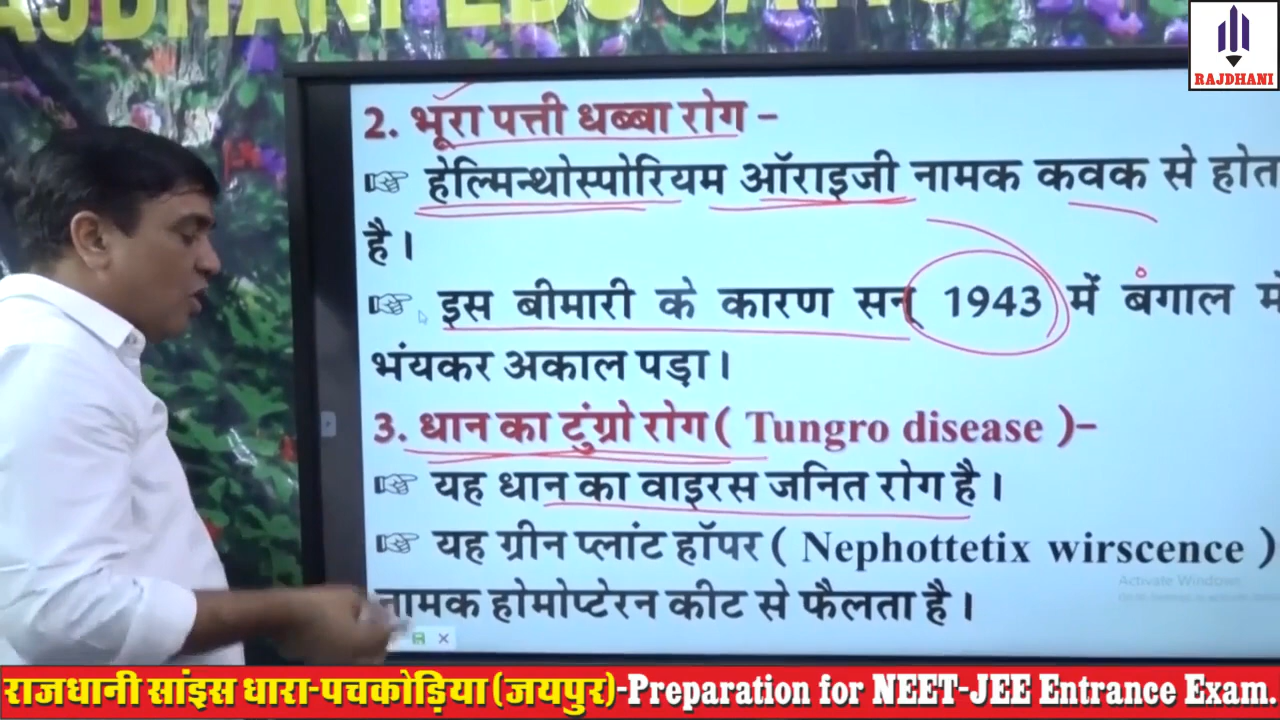 RAJDHANI
2. भूरा पत्ती धब्बा रोग –
हेल्मिन्थोस्पोरियम ऑराइजी नामक कवक से होत
है।
इस बीमारी के कारण सन् 1943 में बंगाल में
भंयकर अकाल पड़ा।
3. धान का टुंग्रो रोग ( Tungro disease )–
यह धान का वाइरस जनित रोग है।
यह ग्रीन प्लांट हॉपर ( Nephottetix wirscence )
नामक होमोप्टेरन कीट से फैलता है।
Activate Windows
राजधानी सांइस धारा-पचकोड़िया (जयपुर)-Preparation for NEET-JEE Entrance Exam.